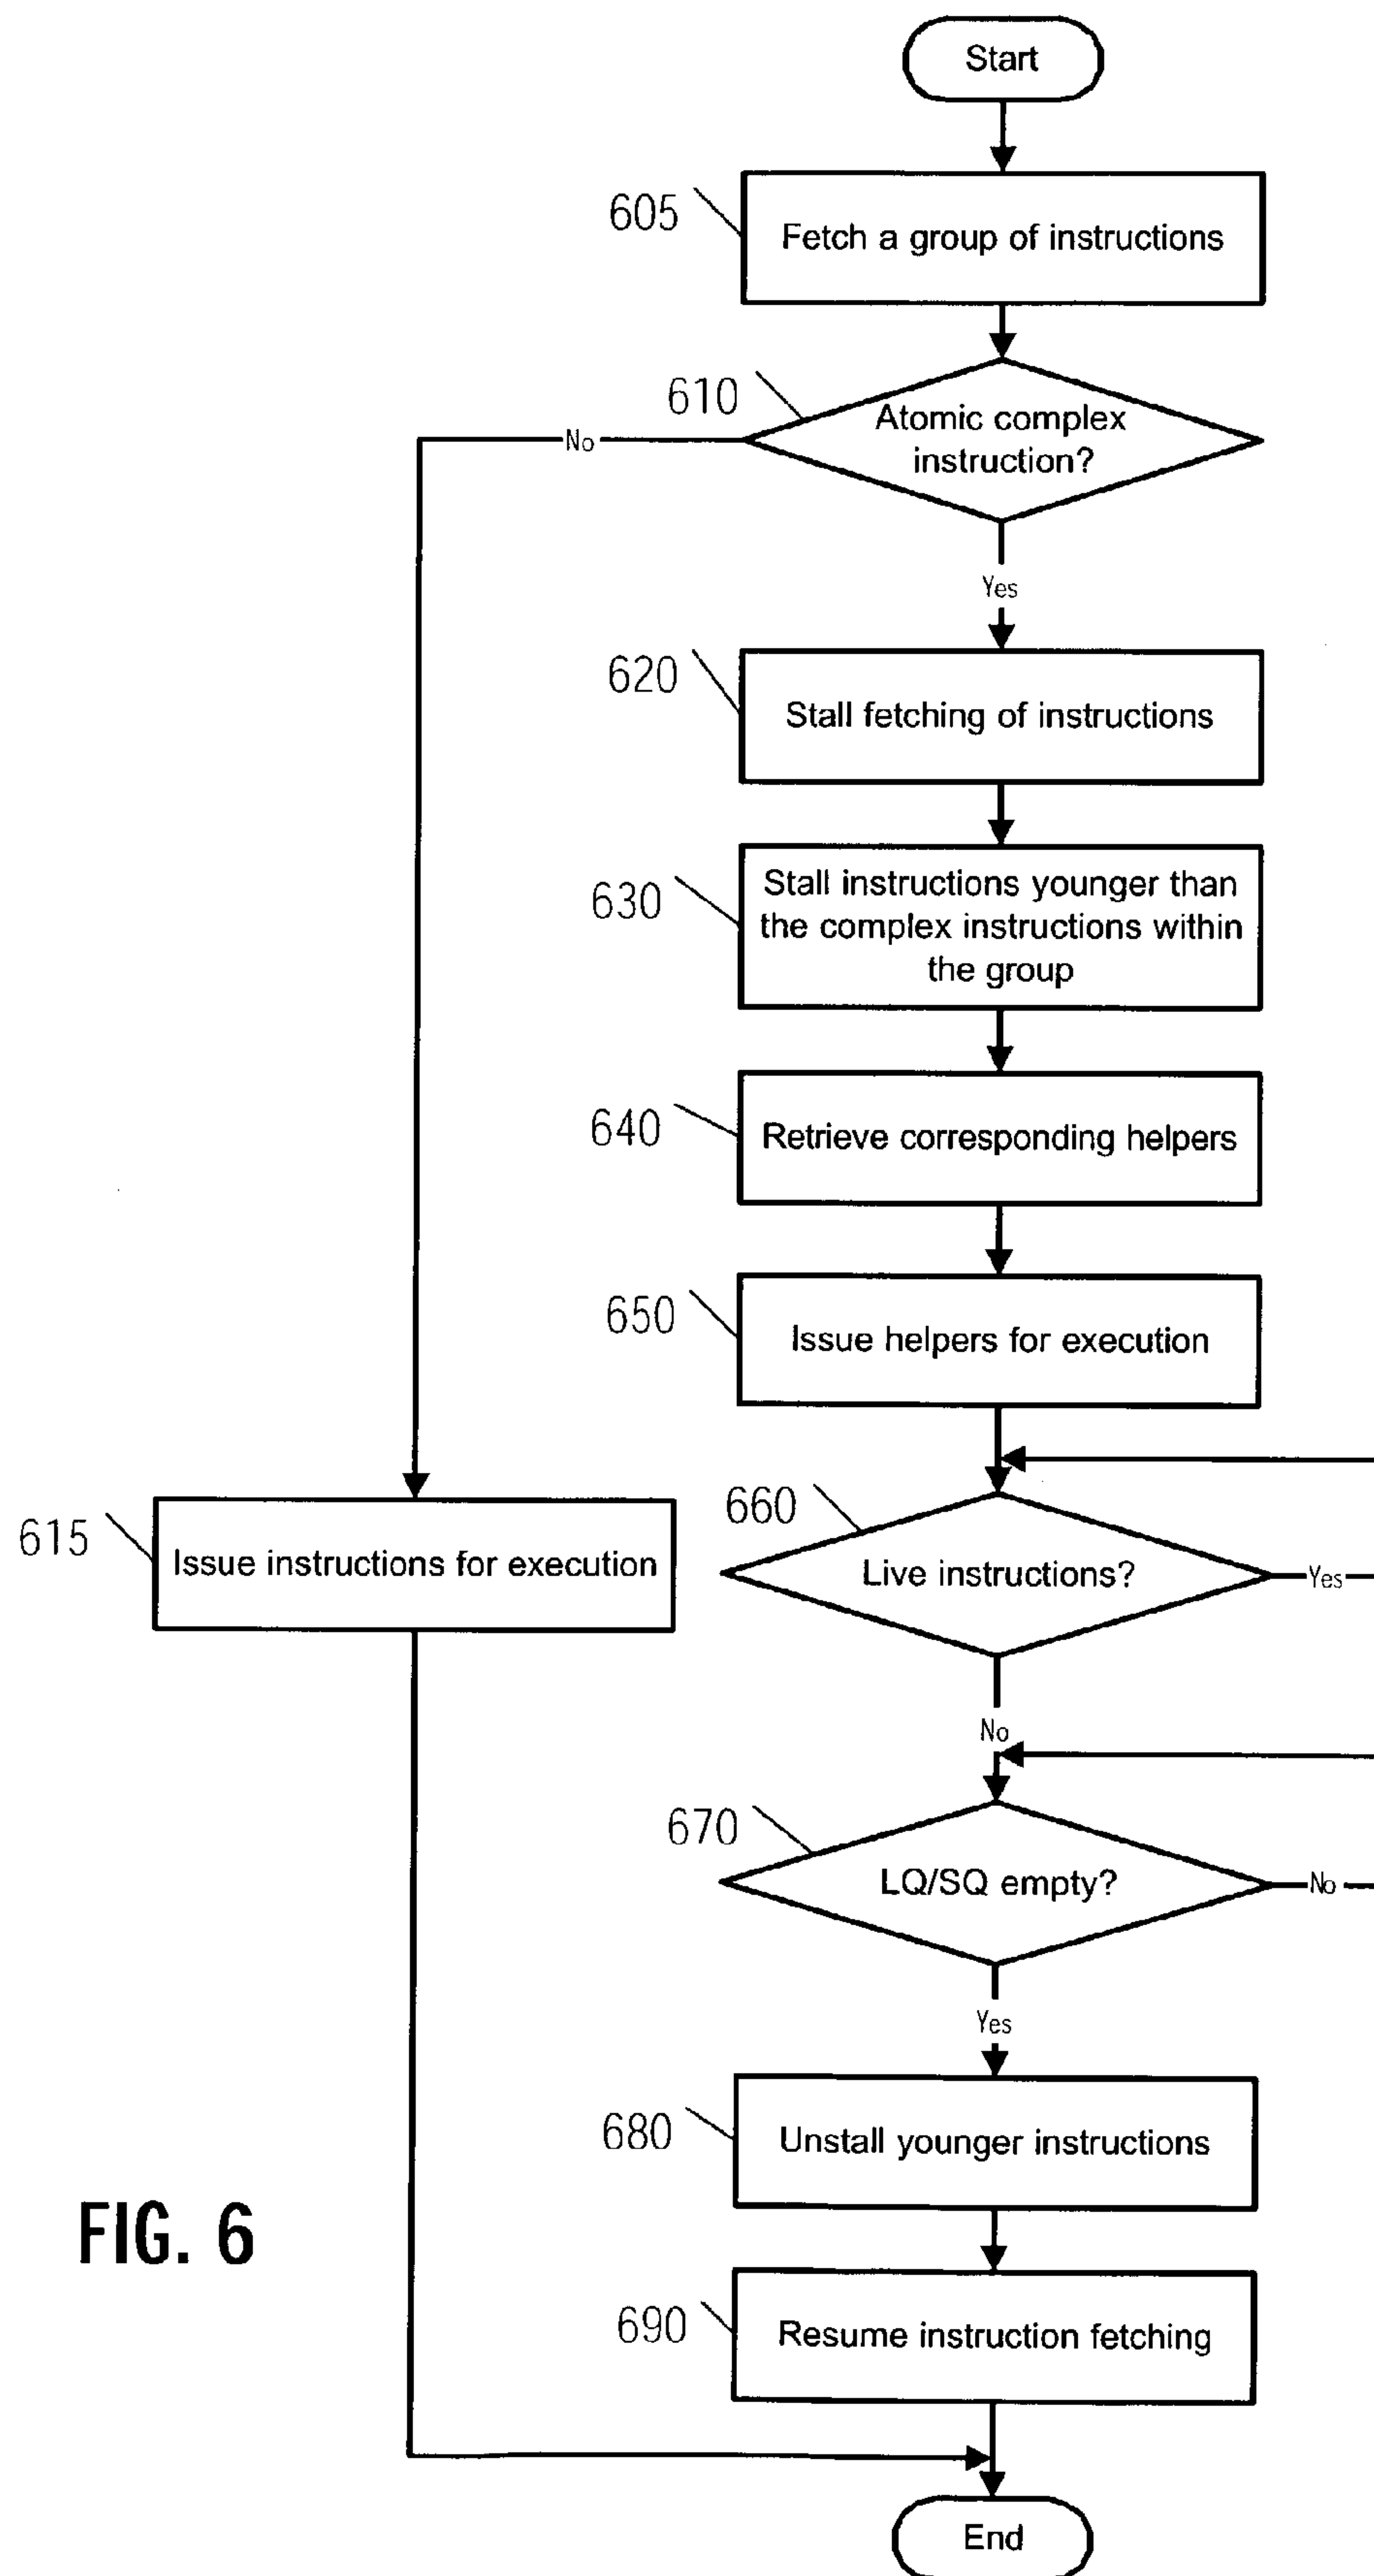 Start
605
Fetch a group of instructions
610
Atomic complex
instruction?
No
Yes
620
Stall fetching of instructions
630
Stall instructions younger than
the complex instructions within
the group
640
Retrieve corresponding helpers
650
Issue helpers for execution
660
Live instructions?
Yes
615
Issue instructions for execution
No
670
LQ/SQ empty?
No
Yes
680
Unstall younger instructions
FIG. 6
690
Resume instruction fetching
End